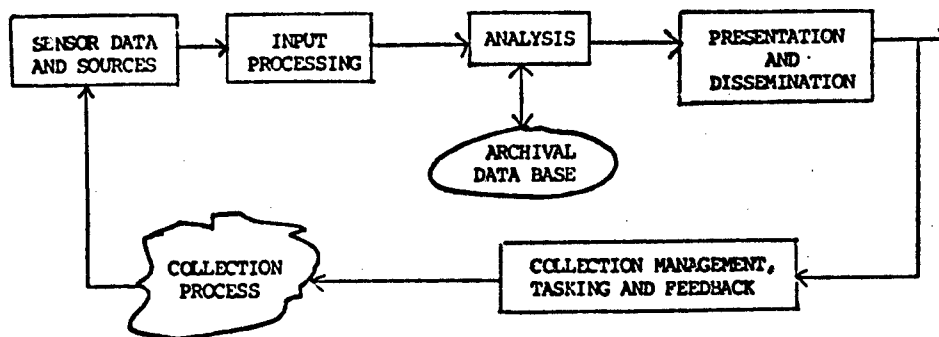 SENSOR DATA
AND SOURCES
INPUT
PROCESSING
ANALYSIS
PRESENTATION
AND
DISSEMINATION
ARCHIVAL
DATA BASE
COLLECTION
PROCESS
COLLECTION MANAGEMENT,
TASKING AND FEEDBACK